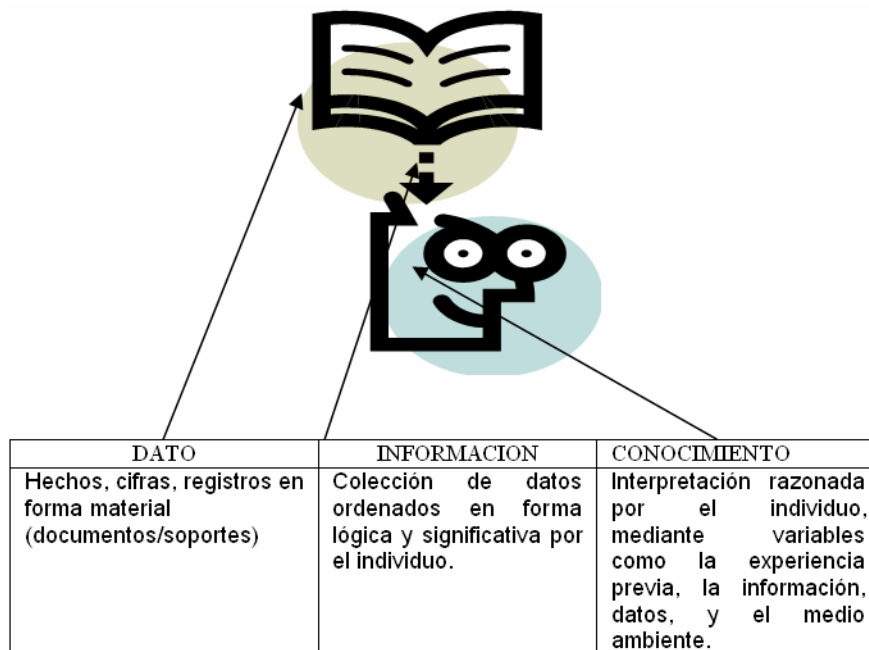 DATO
Hechos, cifras, registros en
forma material
(documentos/soportes)
INFORMACION
Colección de datos
ordenados en forma
lógica y significativa por
el individuo.
CONOCIMIENTO
Interpretación razonada
por el individuo,
mediante variables
como la experiencia
previa, la información,
datos, y el medio
ambiente.